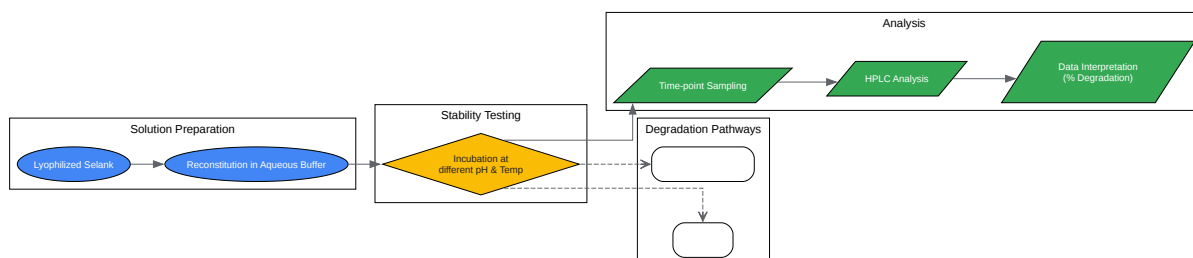 Solution Preparation
Lyophilized Selank
Reconstitution in Aqueous Buffer
Stability Testing
Incubation at
different pH & Temp
Analysis
Time-point Sampling
HPLC Analysis
Data Interpretation
(% Degradation)
Degradation Pathways